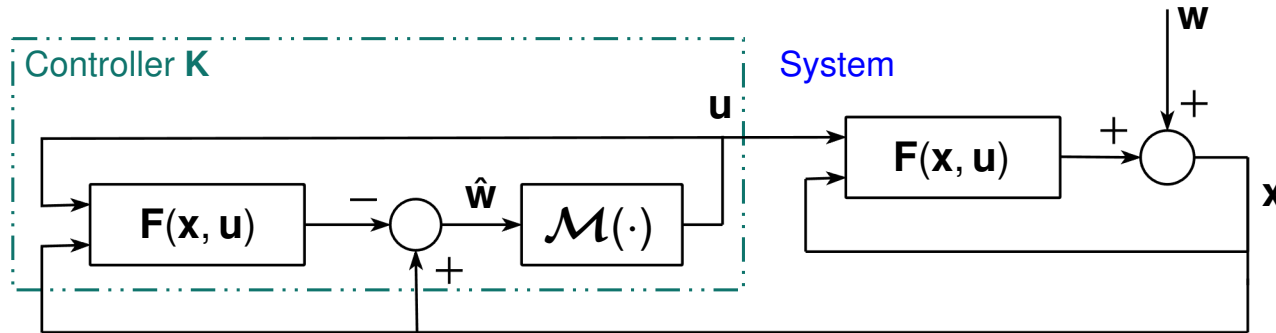 Controller K
System
w
u
+
+
F(x, u)
x
F(x, u)
−
ŵ
M(·)
+